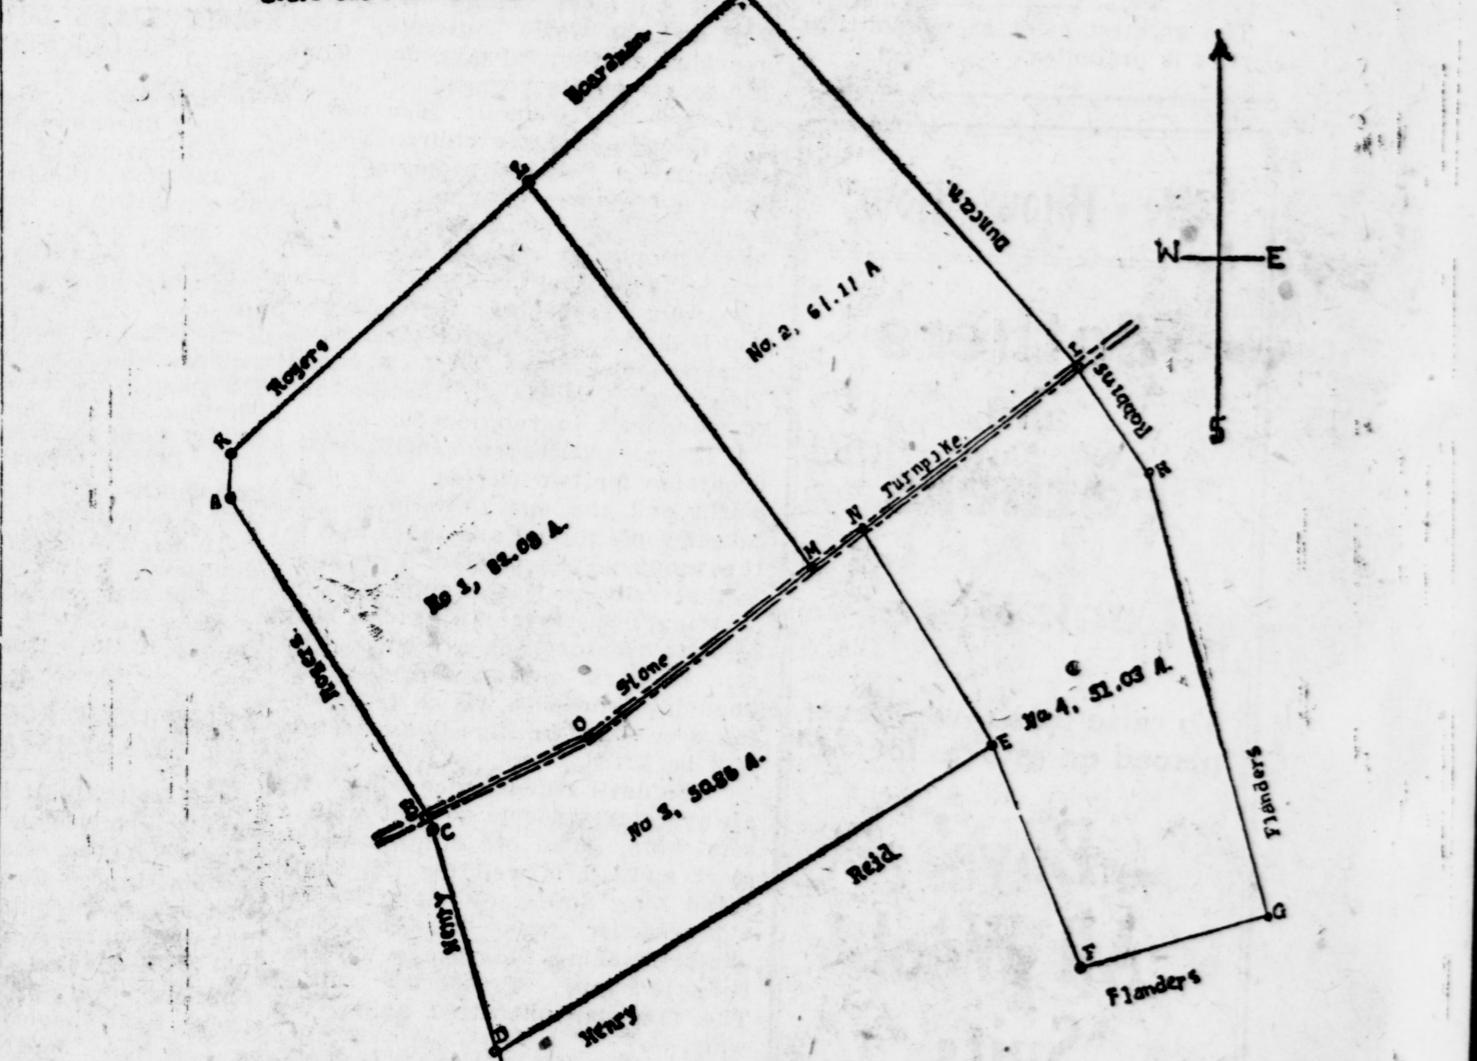 Boardman
L
Duncan.
W E
No. 2, 61.11 A
Rogers
Robbins
S
K
H
A
Turnpike
N
M
No 1, 82.08 A.
Rogers.
Stone
O
No 4, 51.03 A.
E
No 3, 50.86 A.
Flanders
B
C
Reid
Henry
G
Flanders
D
Henry